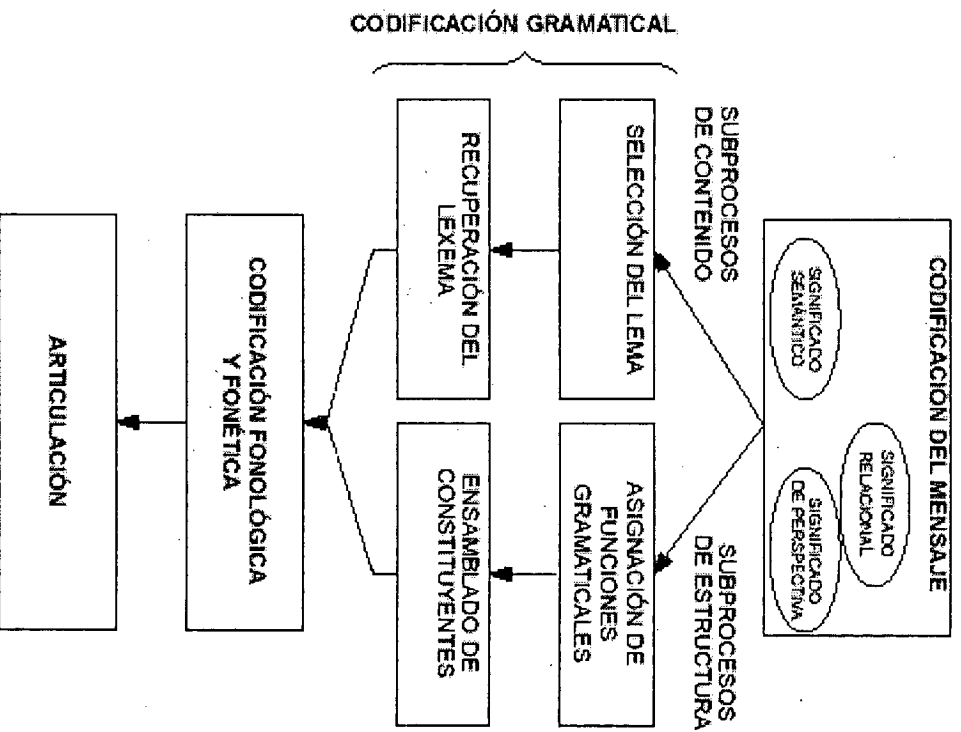 CODIFICACIÓN DEL MENSAJE
SIGNIFICADO
SEMÁNTICO
SIGNIFICADO
RELACIONAL
SIGNIFICADO
DE PERSPECTIVA
SUBPROCESOS
DE CONTENIDO
SUBPROCESOS
DE ESTRUCTURA
CODIFICACIÓN GRAMATICAL
SELECCIÓN DEL LEMA
ASIGNACIÓN DE
FUNCIONES
GRAMATICALES
RECUPERACIÓN DEL
LEXEMA
ENSAMBLADO DE
CONSTITUYENTES
CODIFICACIÓN FONOLÓGICA
Y FONÉTICA
ARTICULACIÓN